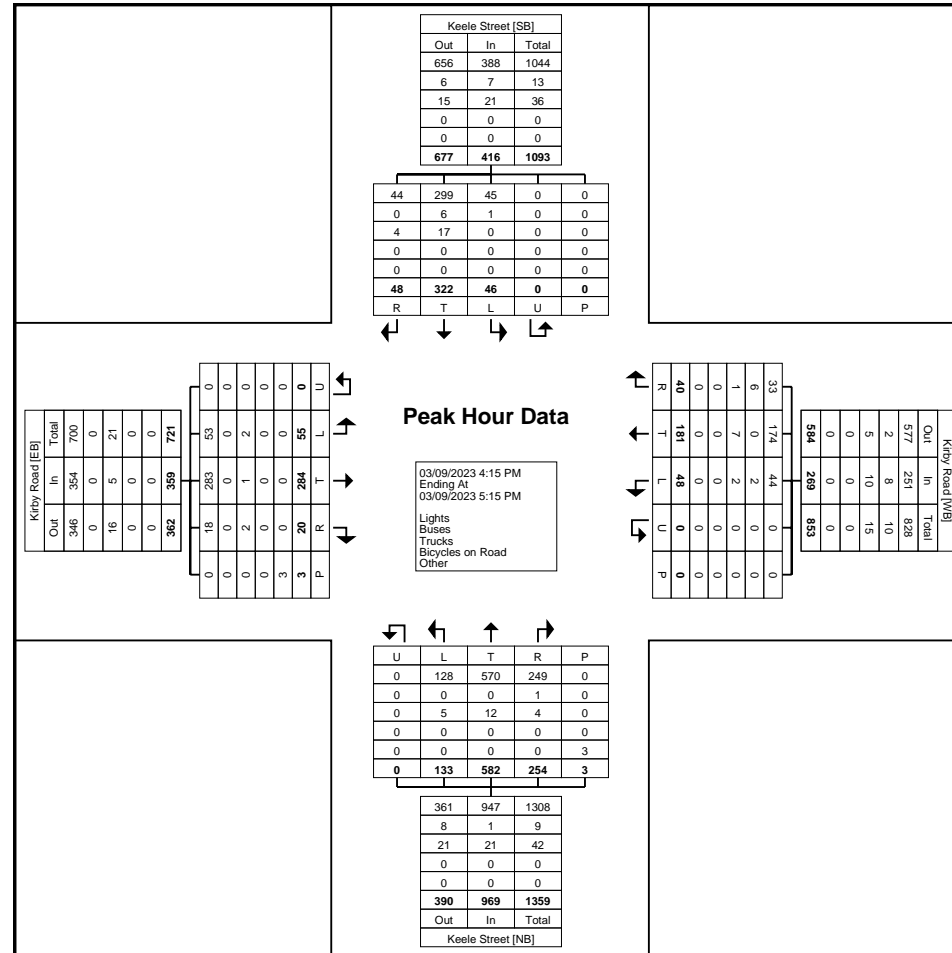 Keele Street [SB]
Out In Total
656 388 1044
6 7 13
15 21 36
0 0 0
0 0 0
677 416 1093
44 299 45 0 0
0 6 1 0 0
4 17 0 0 0
0 0 0 0 0
0 0 0 0 0
48 322 46 0 0
R T L U P
Kirby Road [EB]
Total In Out
700 354 346
0 0 0
21 5 16
0 0 0
0 0 0
721 359 362
0 53 283 18 0
0 0 0 0 0
0 2 1 2 0
0 0 0 0 0
0 0 0 0 3
0 55 284 20 3
U L T R P
Peak Hour Data
03/09/2023 4:15 PM
Ending At
03/09/2023 5:15 PM
Lights
Buses
Trucks
Bicycles on Road
Other
Kirby Road [WB]
Out In Total
577 251 828
2 8 10
5 10 15
0 0 0
0 0 0
584 269 853
33 174 44 0 0
6 0 2 0 0
1 7 2 0 0
0 0 0 0 0
0 0 0 0 0
40 181 48 0 0
R T L U P
U L T R P
0 128 570 249 0
0 0 0 1 0
0 5 12 4 0
0 0 0 0 0
0 0 0 0 3
0 133 582 254 3
361 947 1308
8 1 9
21 21 42
0 0 0
0 0 0
390 969 1359
Out In Total
Keele Street [NB]